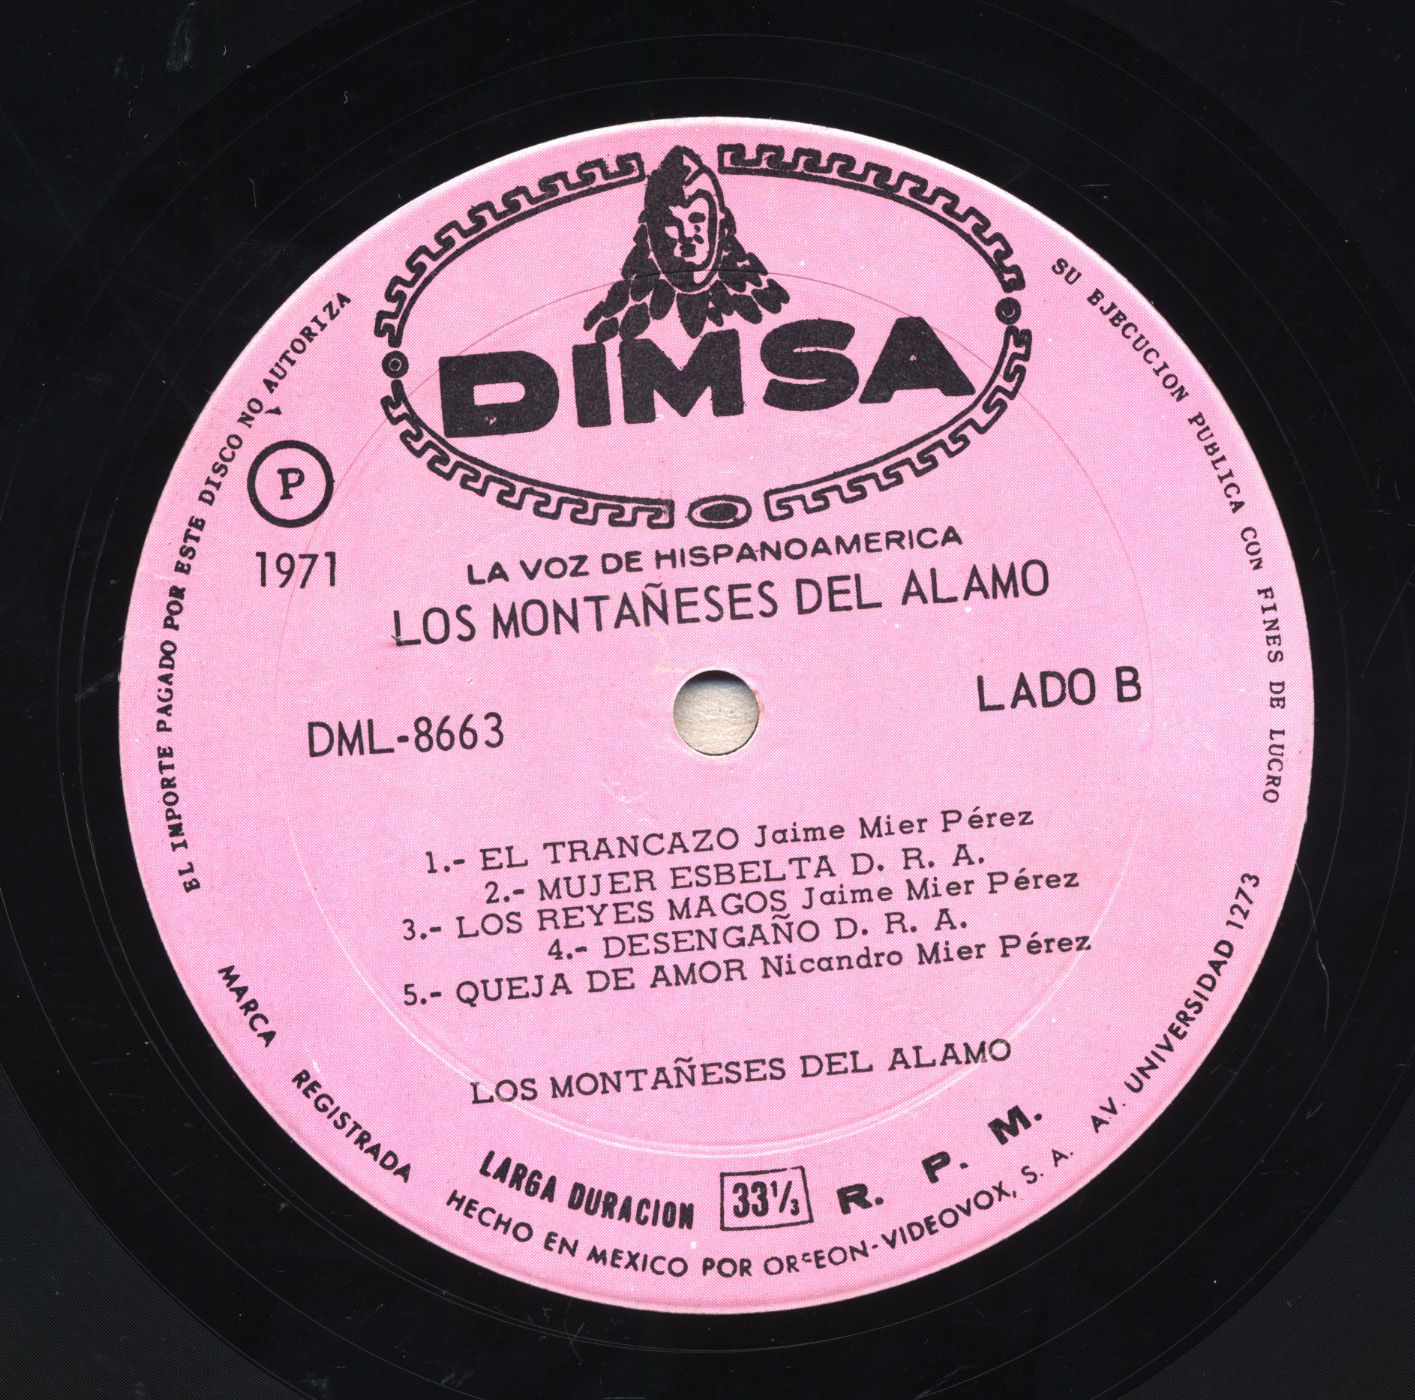 DIMSA
LA VOZ DE HISPANOAMERICA
LOS MONTAÑESES DEL ALAMO
P
1971
DML-8663
LADO B
1.- EL TRANCAZO Jaime Mier Pérez
2.- MUJER ESBELTA D. R. A.
3.- LOS REYES MAGOS Jaime Mier Pérez
4.- DESENGAÑO D. R. A.
5.- QUEJA DE AMOR Nicandro Mier Pérez
LOS MONTAÑESES DEL ALAMO
LARGA DURACION 33⅓ R. P. M.
EL IMPORTE PAGADO POR ESTE DISCO NO AUTORIZA SU EJECUCION PUBLICA CON FINES DE LUCRO
MARCA REGISTRADA HECHO EN MEXICO POR ORFEON-VIDEOVOX, S. A. AV. UNIVERSIDAD 1273